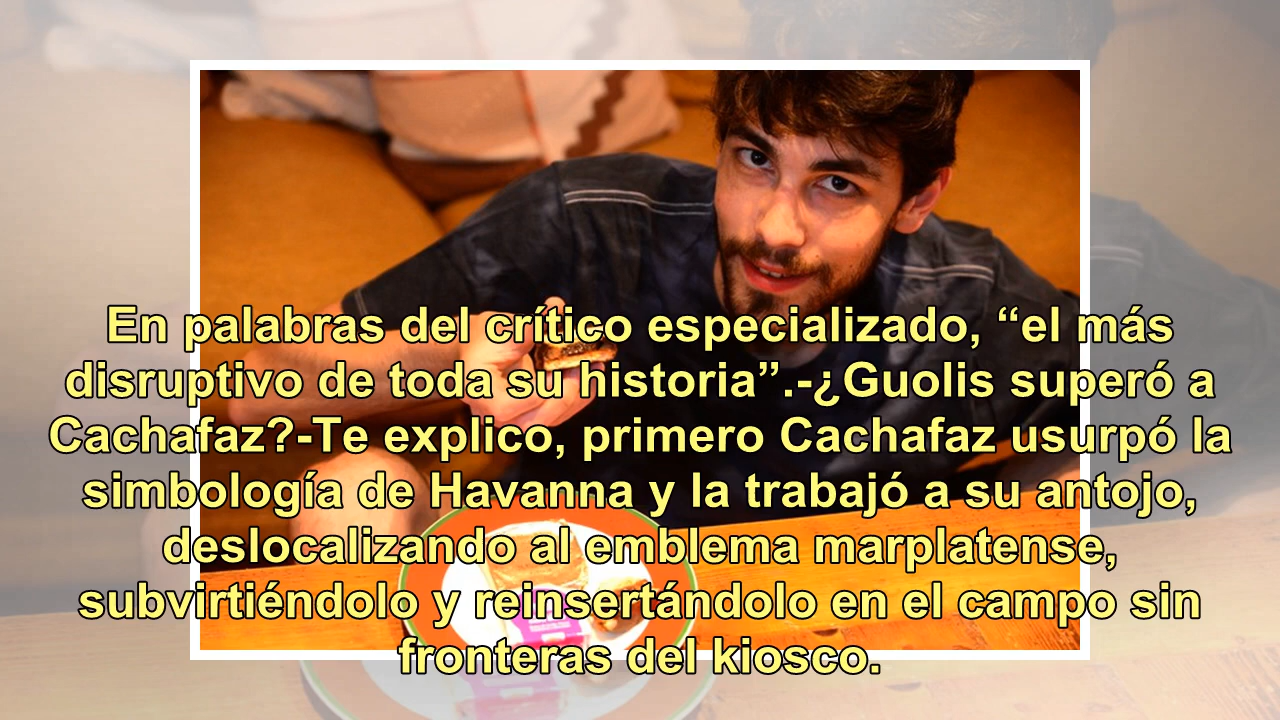 En palabras del crítico especializado, “el más
disruptivo de toda su historia”.-¿Guolis superó a
Cachafaz?-Te explico, primero Cachafaz usurpó la
simbología de Havanna y la trabajó a su antojo,
deslocalizando al emblema marplatense,
subvirtiéndolo y reinsertándolo en el campo sin
fronteras del kiosco.